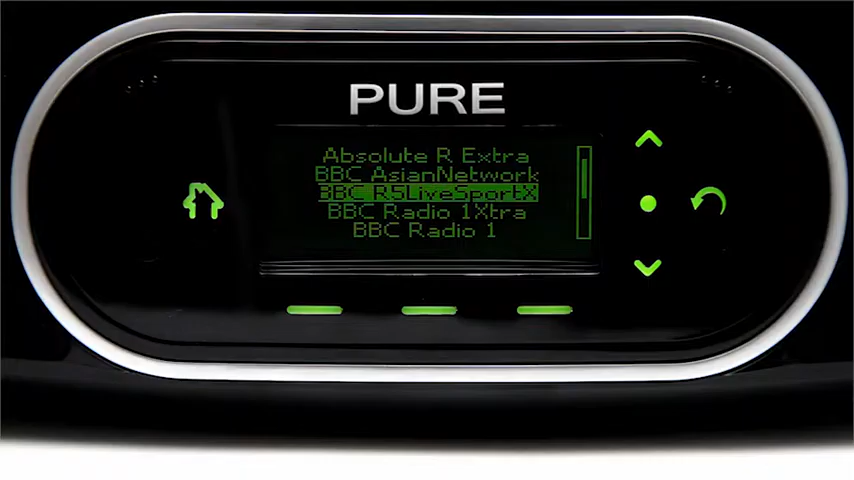 PURE
Absolute R Extra
BBC AsianNetwork
BBC R5LiveSportX
BBC Radio 1Xtra
BBC Radio 1